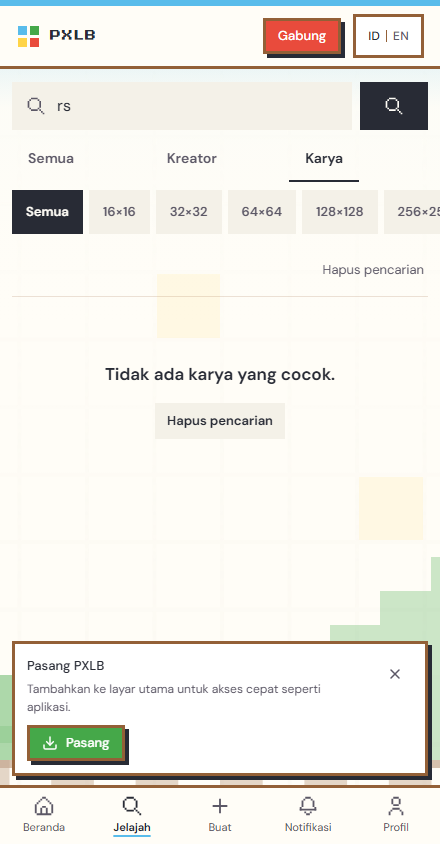 PXLB
Gabung
ID | EN
rs
Semua
Kreator
Karya
Semua
16×16
32×32
64×64
128×128
256×25
Hapus pencarian
Tidak ada karya yang cocok.
Hapus pencarian
Pasang PXLB
Tambahkan ke layar utama untuk akses cepat seperti
aplikasi.
Pasang
Beranda
Jelajah
Buat
Notifikasi
Profil